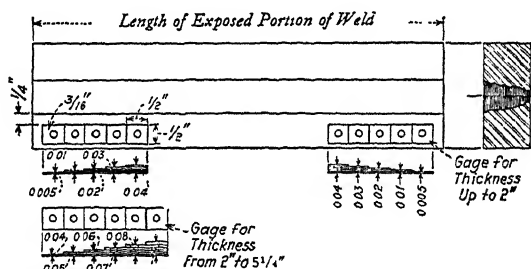 Length of Exposed Portion of Weld
1/4"
3/16"
1/2"
1/2"
0.01 0.03
0.005 0.02 0.04
0.04 0.03 0.02 0.01 0.005
Gage for
Thickness
Up to 2"
0.04 0.06 0.08
0.05 0.07
Gage for
Thickness
From 2" to 5 1/4"